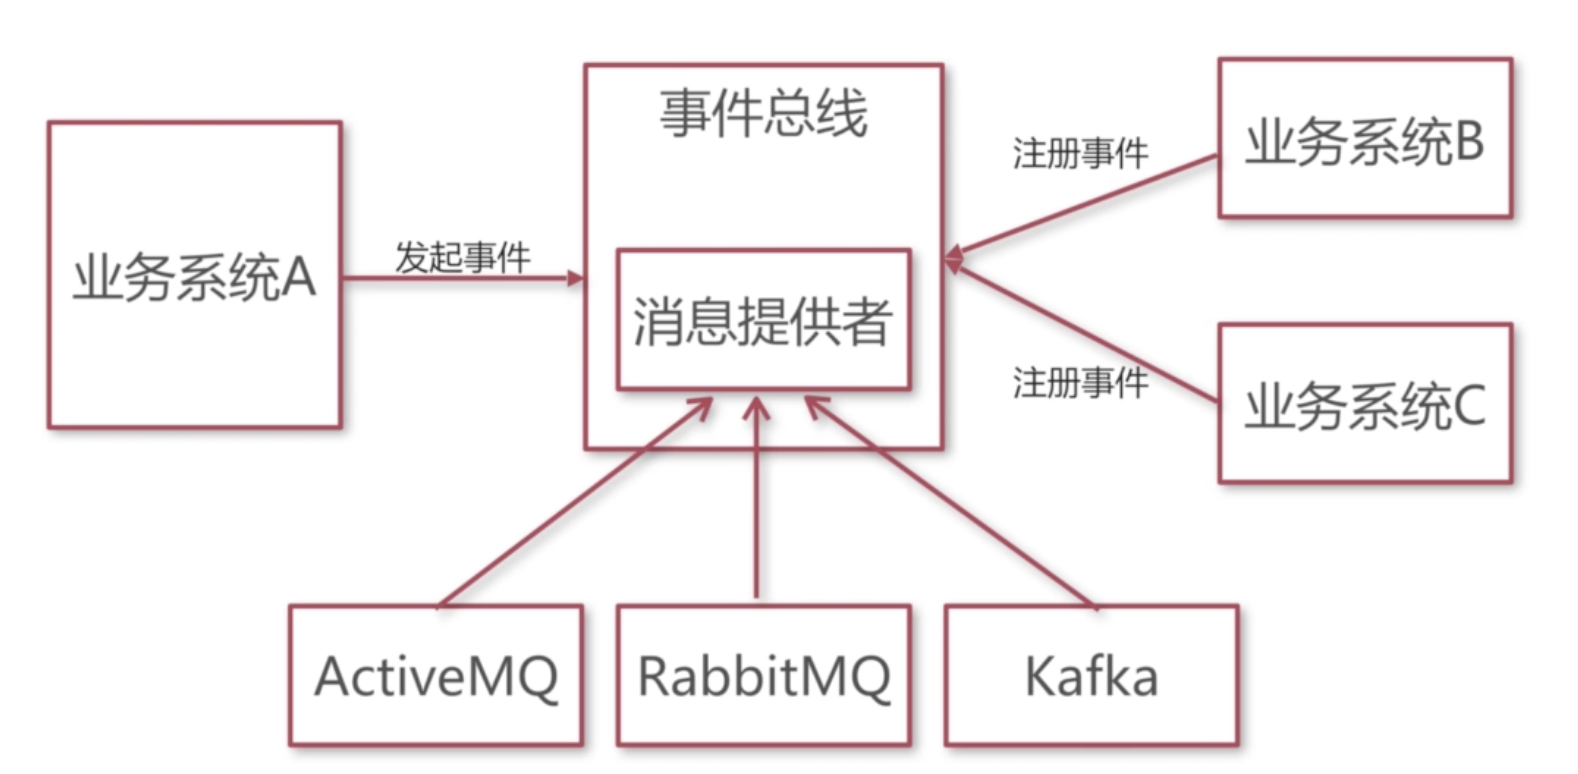 事件总线
业务系统B
注册事件
业务系统A
发起事件
消息提供者
注册事件
业务系统C
ActiveMQ
RabbitMQ
Kafka